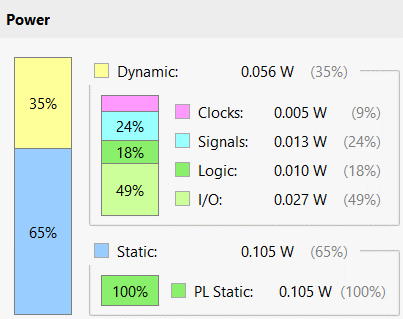 Power
35%
65%
Dynamic: 0.056 W (35%)
24%
18%
49%
Clocks: 0.005 W (9%)
Signals: 0.013 W (24%)
Logic: 0.010 W (18%)
I/O: 0.027 W (49%)
Static: 0.105 W (65%)
100%
PL Static: 0.105 W (100%)